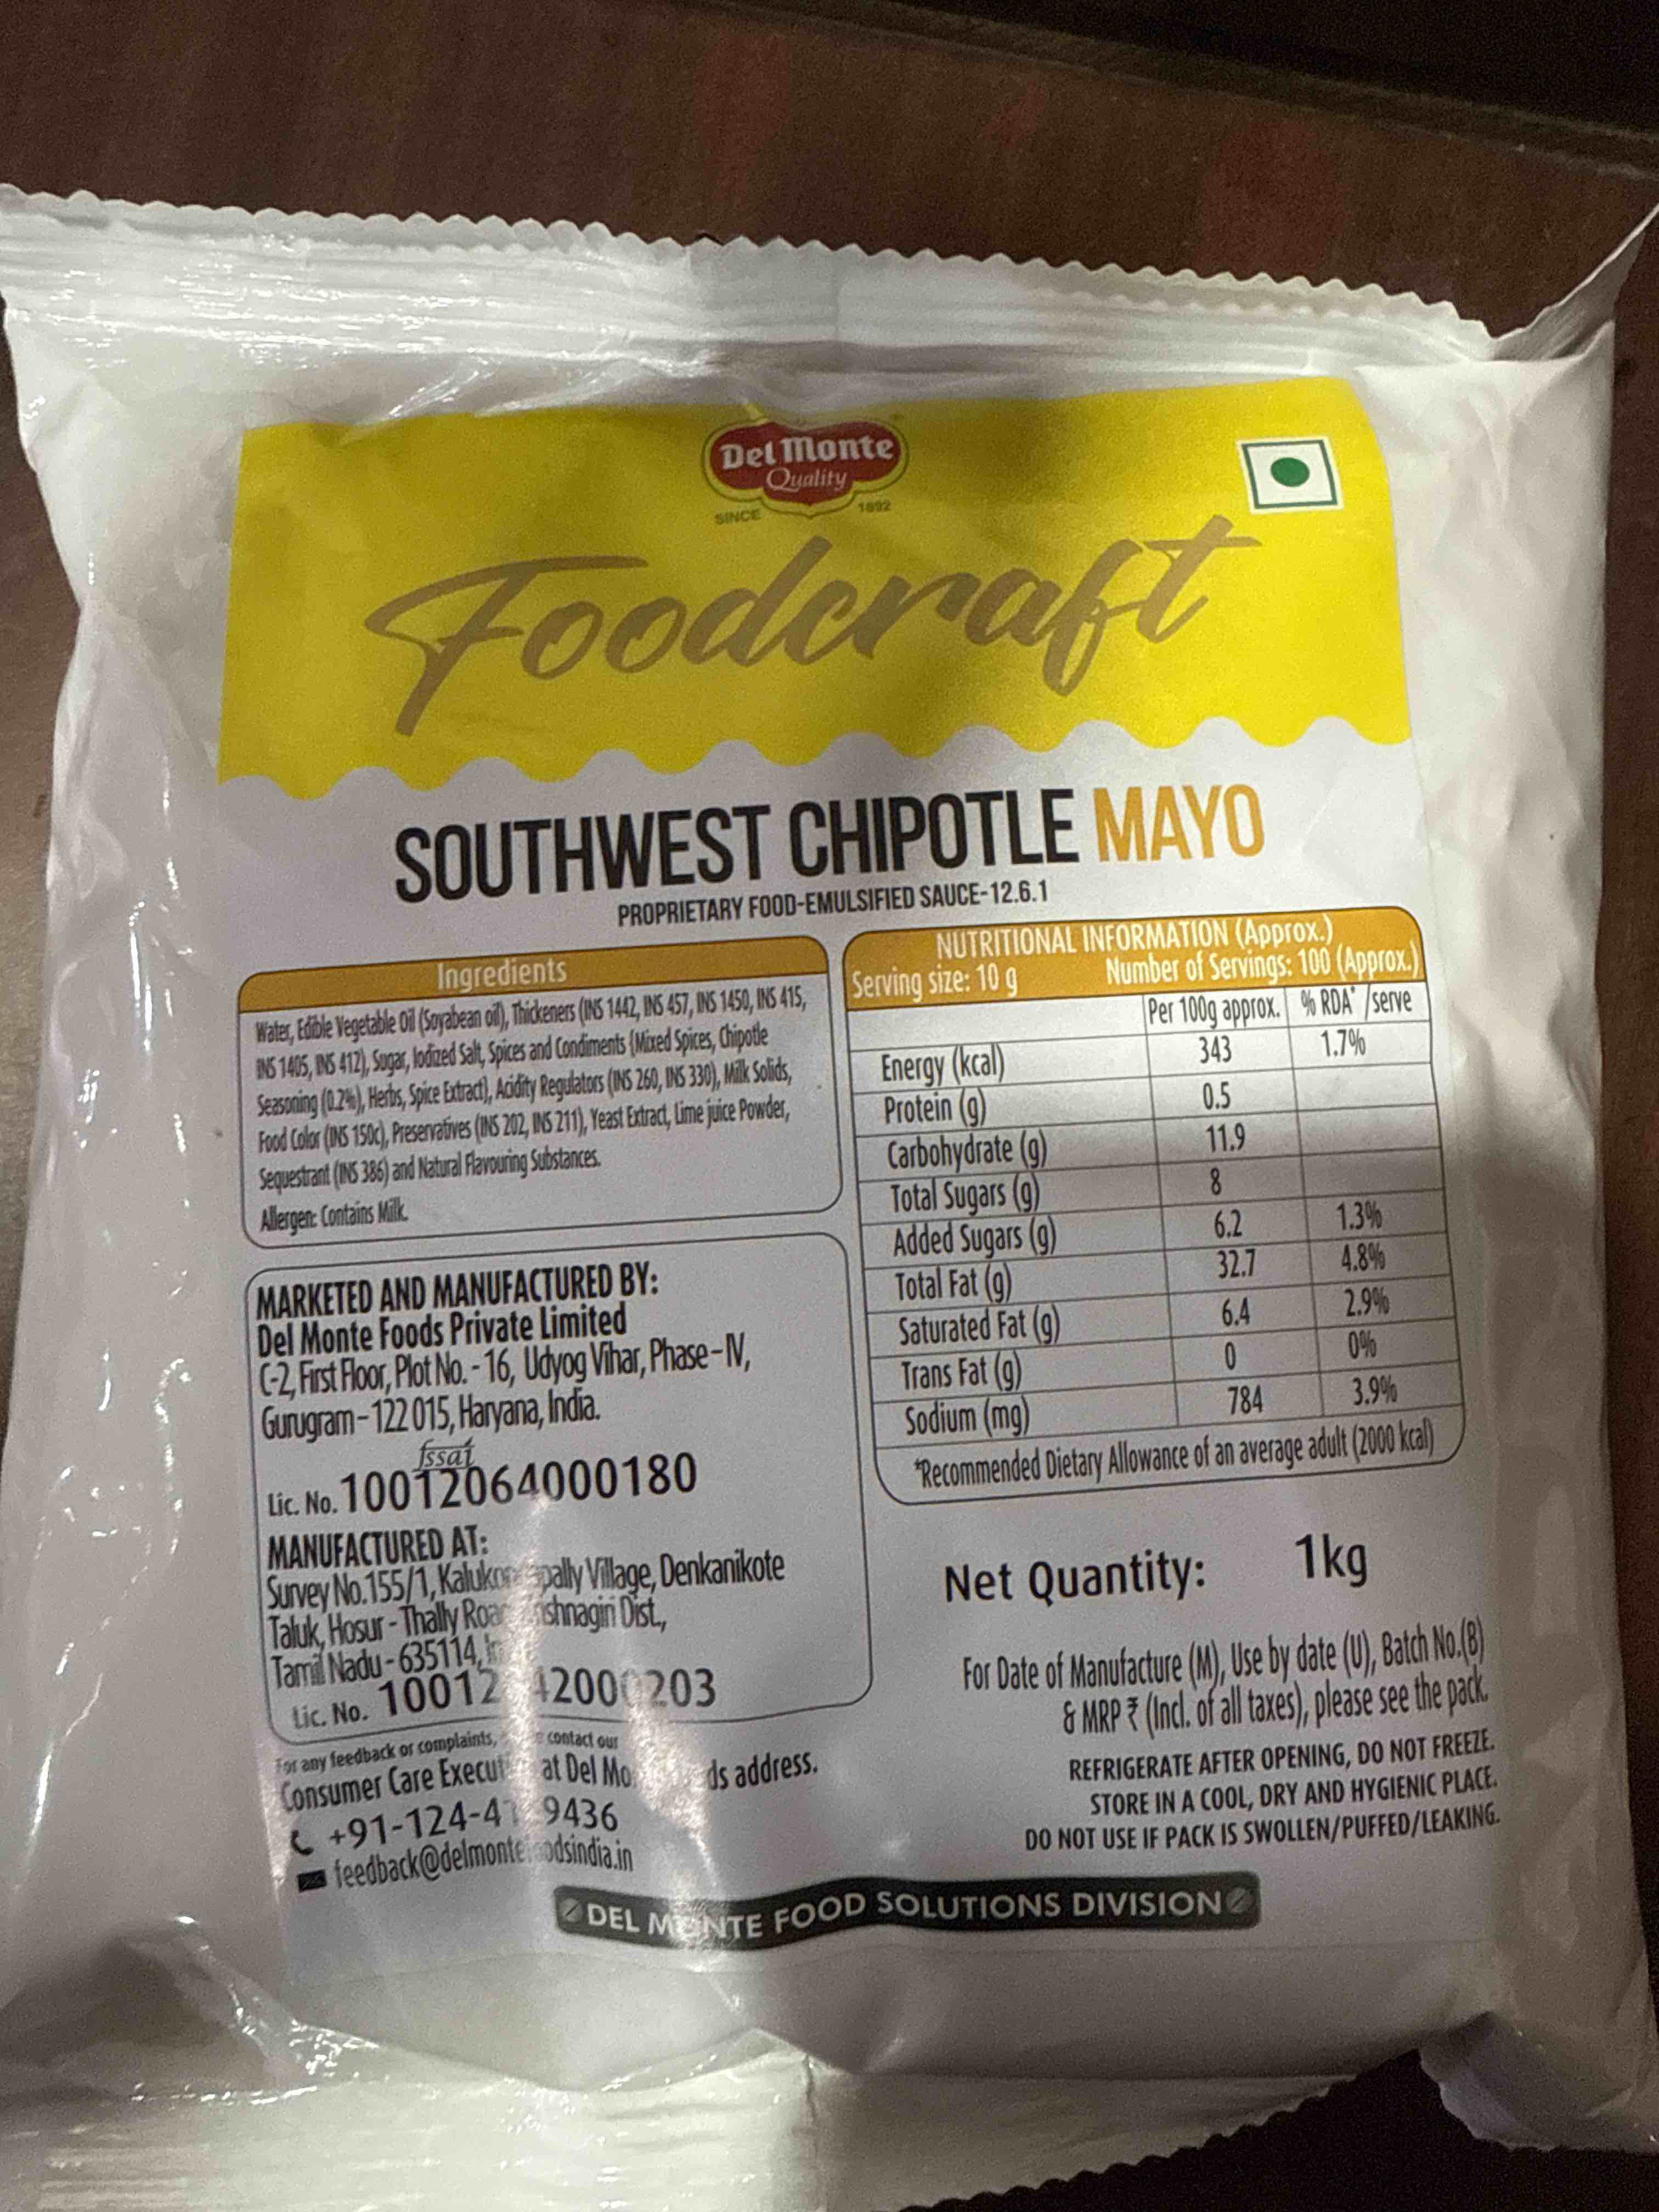 Del Monte
Quality
SINCE 1892
Foodcraft
SOUTHWEST CHIPOTLE MAYO
PROPRIETARY FOOD-EMULSIFIED SAUCE-12.6.1
Ingredients
Water, Edible Vegetable Oil (Soyabean oil), Thickeners (INS 1442, INS 457, INS 1450, INS 415,
INS 1405, INS 412), Sugar, Iodized Salt, Spices and Condiments {Mixed Spices, Chipotle
Seasoning (0.2%), Herbs, Spice Extract}, Acidity Regulators (INS 260, INS 330), Milk Solids,
Food Color (INS 150c), Preservatives (INS 202, INS 211), Yeast Extract, Lime juice Powder,
Sequestrant (INS 386) and Natural Flavouring Substances.
Allergen: Contains Milk.
NUTRITIONAL INFORMATION (Approx.)
Serving size: 10 g Number of Servings: 100 (Approx.)
Per 100g approx. % RDA* /serve
Energy (kcal) 343 1.7%
Protein (g) 0.5
Carbohydrate (g) 11.9
Total Sugars (g) 8
Added Sugars (g) 6.2 1.3%
Total Fat (g) 32.7 4.8%
Saturated Fat (g) 6.4 2.9%
Trans Fat (g) 0 0%
Sodium (mg) 784 3.9%
*Recommended Dietary Allowance of an average adult (2000 kcal)
MARKETED AND MANUFACTURED BY:
Del Monte Foods Private Limited
C-2, First Floor, Plot No. - 16, Udyog Vihar, Phase-IV,
Gurugram-122 015, Haryana, India.
fssai
Lic. No. 10012064000180
MANUFACTURED AT:
Survey No.155/1, Village, Denkanikote
Taluk, Hosur - Thally Dist.,
Tamil Nadu - 635114,
Lic. No.
For any feedback or complaints, contact our
Consumer Care at Del address.
+91-124-
Net Quantity: 1kg
For Date of Manufacture (M), Use by date (U), Batch No.(B)
& MRP ₹ (Incl. of all taxes), please see the pack.
REFRIGERATE AFTER OPENING, DO NOT FREEZE.
STORE IN A COOL, DRY AND HYGIENIC PLACE.
DO NOT USE IF PACK IS SWOLLEN/PUFFED/LEAKING.
DEL MONTE FOOD SOLUTIONS DIVISION